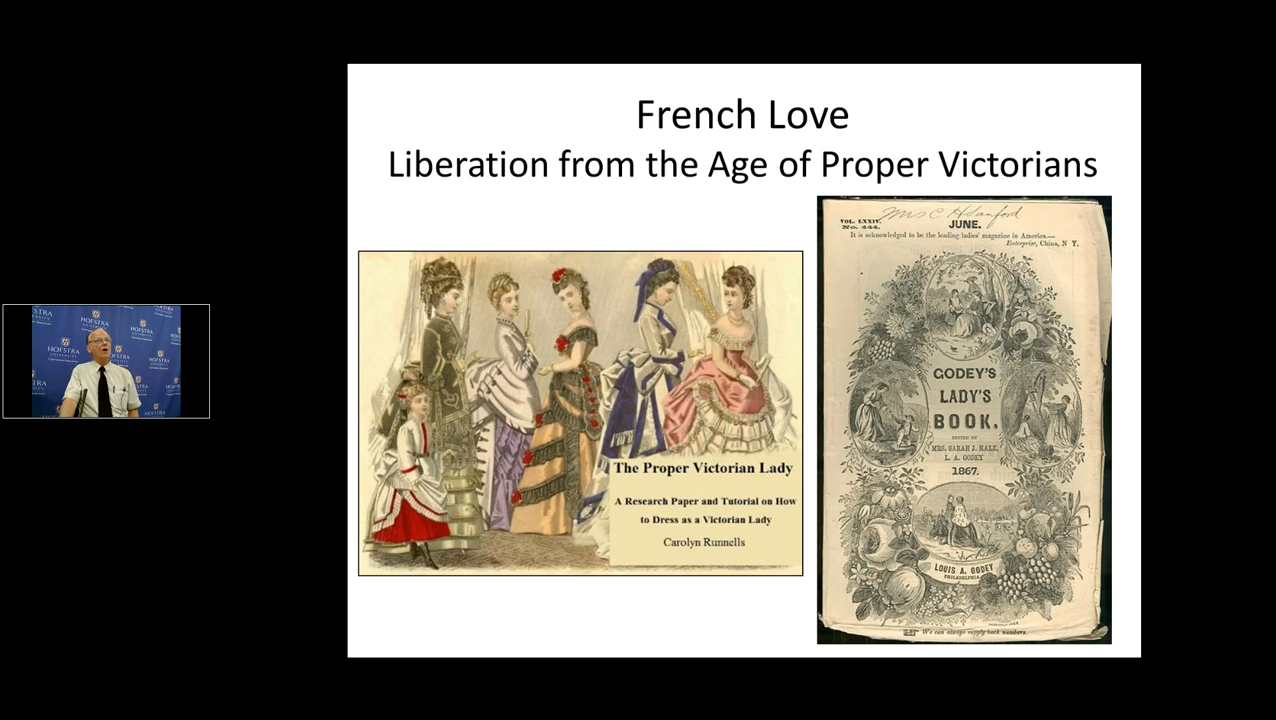 French Love
Liberation from the Age of Proper Victorians
The Proper Victorian Lady
A Research Paper and Tutorial on How
to Dress as a Victorian Lady
Carolyn Runnells
Mrs C H Sanford
VOL. LXXIV.
No. 444.
JUNE.
It is acknowledged to be the leading ladies' magazine in America.—
Enterprise, China, N Y.
GODEY'S
LADY'S
BOOK.
EDITED BY
MRS. SARAH J. HALE,
L. A. GODEY
1867.
LOUIS A. GODEY
PHILADELPHIA.
We can always supply back numbers.
HOFSTRA
UNIVERSITY